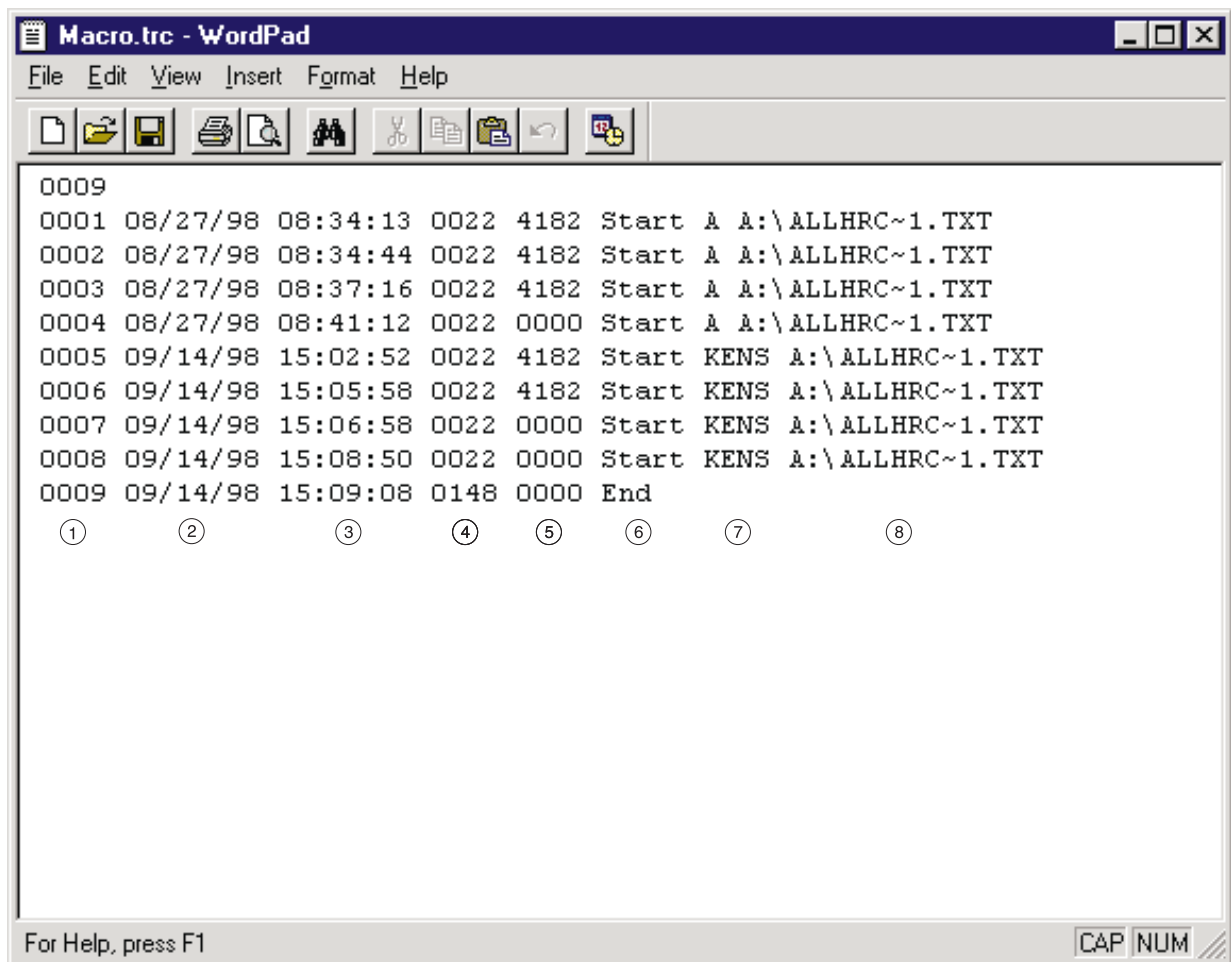 Macro.trc - WordPad
File Edit View Insert Format Help
12
0009
0001 08/27/98 08:34:13 0022 4182 Start A A:\ALLHRC~1.TXT
0002 08/27/98 08:34:44 0022 4182 Start A A:\ALLHRC~1.TXT
0003 08/27/98 08:37:16 0022 4182 Start A A:\ALLHRC~1.TXT
0004 08/27/98 08:41:12 0022 0000 Start A A:\ALLHRC~1.TXT
0005 09/14/98 15:02:52 0022 4182 Start KENS A:\ALLHRC~1.TXT
0006 09/14/98 15:05:58 0022 4182 Start KENS A:\ALLHRC~1.TXT
0007 09/14/98 15:06:58 0022 0000 Start KENS A:\ALLHRC~1.TXT
0008 09/14/98 15:08:50 0022 0000 Start KENS A:\ALLHRC~1.TXT
0009 09/14/98 15:09:08 0148 0000 End
1 2 3 4 5 6 7 8
For Help, press F1 CAP NUM